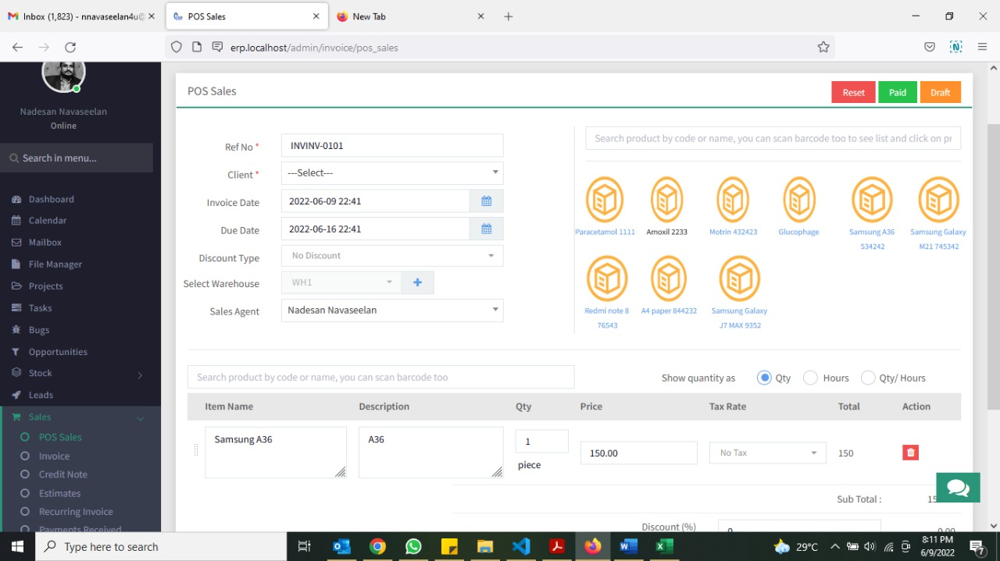 Inbox (1,823) - nnavaseelan4u@
POS Sales
New Tab
erp.localhost/admin/invoice/pos_sales
Nadesan Navaseelan
Online
Search in menu...
Dashboard
Calendar
Mailbox
File Manager
Projects
Tasks
Bugs
Opportunities
Stock
Leads
Sales
POS Sales
Invoice
Credit Note
Estimates
Recurring Invoice
Payments Received
POS Sales
Reset
Paid
Draft
Ref No *
INVINV-0101
Client *
---Select---
Invoice Date
2022-06-09 22:41
Due Date
2022-06-16 22:41
Discount Type
No Discount
Select Warehouse
WH1
Sales Agent
Nadesan Navaseelan
Search product by code or name, you can scan barcode too to see list and click on pr
Paracetamol 1111
Amoxil 2233
Motrin 432423
Glucophage
Samsung A36
534242
Samsung Galaxy
M21 745342
Redmi note 8
76543
A4 paper 844232
Samsung Galaxy
J7 MAX 9352
Search product by code or name, you can scan barcode too
Show quantity as
Qty
Hours
Qty/ Hours
Item Name
Description
Qty
Price
Tax Rate
Total
Action
Samsung A36
A36
1
piece
150.00
No Tax
150
Sub Total :
Discount (%)
0
0.00
Type here to search
29°C
8:11 PM
6/9/2022
7